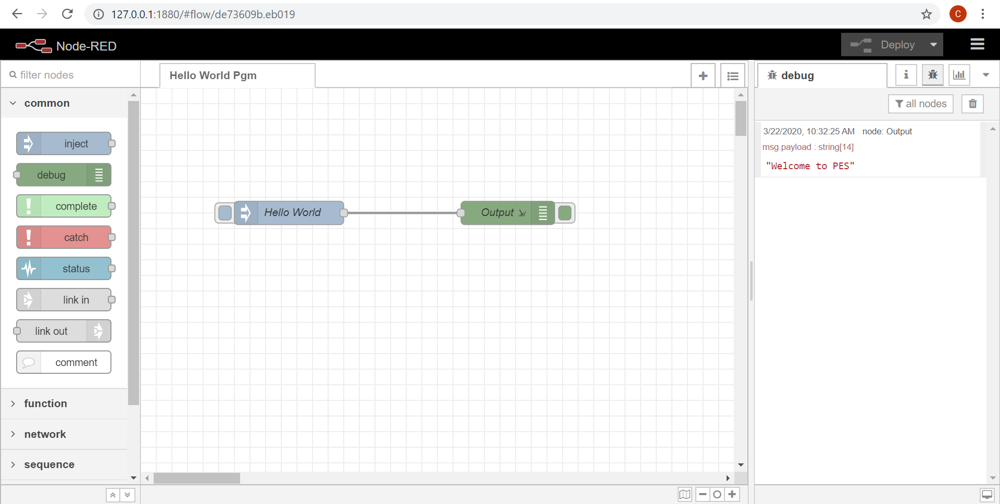 127.0.0.1:1880/#flow/de73609b.eb019
C
Node-RED
Deploy
filter nodes
Hello World Pgm
debug
i
all nodes
common
inject
debug
complete
catch
status
link in
link out
comment
function
network
sequence
Hello World
Output
3/22/2020, 10:32:25 AM node: Output
msg.payload : string[14]
"Welcome to PES"